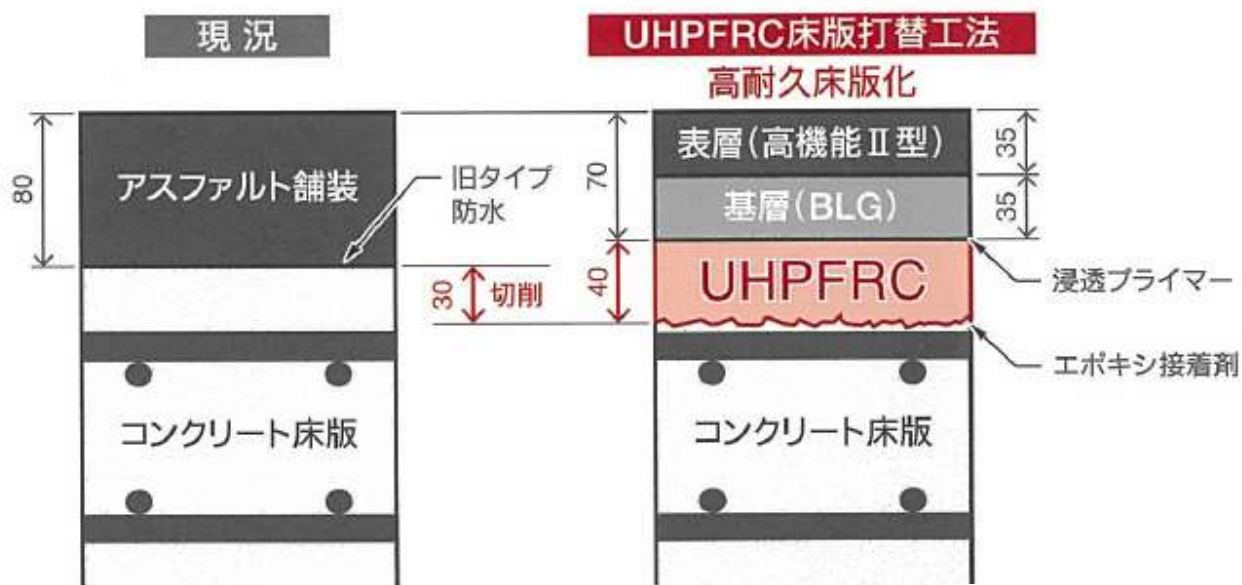 現況
80
アスファルト舗装
旧タイプ
防水
30
切削
コンクリート床版
UHPFRC床版打替工法
高耐久床版化
70
40
表層(高機能Ⅱ型)
35
基層(BLG)
35
UHPFRC
浸透プライマー
エポキシ接着剤
コンクリート床版